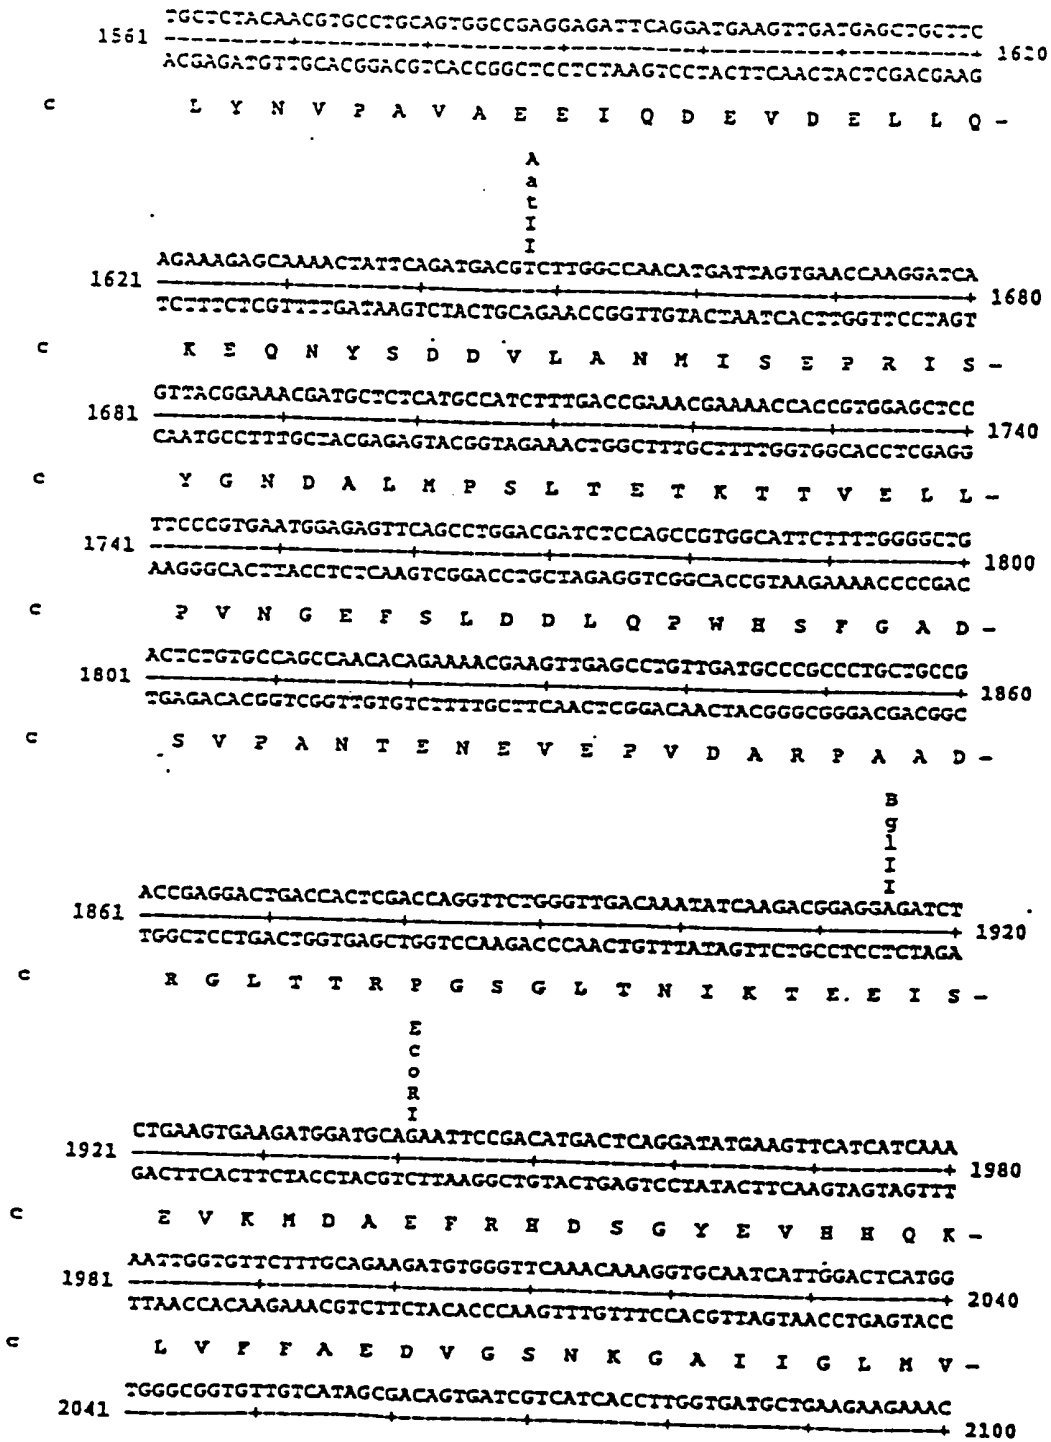 TGCTCTACAACGTGCCTGCAGTGGCCGAGGAGATTCAGGATGAAGTTGATGAGCTGCTTC
1561 ---------+---------+---------+---------+---------+---------+ 1620
ACGAGATGTTGCACGGACGTCACCGGCTCCTCTAAGTCCTACTTCAACTACTCGACGAAG
c L Y N V P A V A E E I Q D E V D E L L Q -
A
a
t
I
I
AGAAAGAGCAAAACTATTCAGATGACGTCTTGGCCAACATGATTAGTGAACCAAGGATCA
1621 ---------+---------+---------+---------+---------+---------+ 1680
TCTTTCTCGTTTTGATAAGTCTACTGCAGAACCGGTTGTACTAATCACTTGGTTCCTAGT
c K E Q N Y S D D V L A N M I S E P R I S -
GTTACGGAAACGATGCTCTCATGCCATCTTTGACCGAAACGAAAACCACCGTGGAGCTCC
1681 ---------+---------+---------+---------+---------+---------+ 1740
CAATGCCTTTGCTACGAGAGTACGGTAGAAACTGGCTTTGCTTTTGGTGGCACCTCGAGG
c Y G N D A L M P S L T E T K T T V E L L -
TTCCCGTGAATGGAGAGTTCAGCCTGGACGATCTCCAGCCGTGGCATTCTTTTGGGGCTG
1741 ---------+---------+---------+---------+---------+---------+ 1800
AAGGGCACTTACCTCTCAAGTCGGACCTGCTAGAGGTCGGCACCGTAAGAAAACCCCGAC
c P V N G E F S L D D L Q P W H S F G A D -
ACTCTGTGCCAGCCAACACAGAAAACGAAGTTGAGCCTGTTGATGCCCGCCCTGCTGCCG
1801 ---------+---------+---------+---------+---------+---------+ 1860
TGAGACACGGTCGGTTGTGTCTTTTGCTTCAACTCGGACAACTACGGGCGGGACGACGGC
c S V P A N T E N E V E P V D A R P A A D -
B
g
l
I
I
ACCGAGGACTGACCACTCGACCAGGTTCTGGGTTGACAAATATCAAGACGGAGGAGATCT
1861 ---------+---------+---------+---------+---------+---------+ 1920
TGGCTCCTGACTGGTGAGCTGGTCCAAGACCCAACTGTTTATAGTTCTGCCTCCTCTAGA
c R G L T T R P G S G L T N I K T E E I S -
E
c
o
R
I
CTGAAGTGAAGATGGATGCAGAATTCCGACATGACTCAGGATATGAAGTTCATCATCAAA
1921 ---------+---------+---------+---------+---------+---------+ 1980
GACTTCACTTCTACCTACGTCTTAAGGCTGTACTGAGTCCTATACTTCAAGTAGTAGTTT
c E V K M D A E F R H D S G Y E V H H Q K -
AATTGGTGTTCTTTGCAGAAGATGTGGGTTCAAACAAAGGTGCAATCATTGGACTCATGG
1981 ---------+---------+---------+---------+---------+---------+ 2040
TTAACCACAAGAAACGTCTTCTACACCCAAGTTTGTTTCCACGTTAGTAACCTGAGTACC
c L V F F A E D V G S N K G A I I G L M V -
TGGGCGGTGTTGTCATAGCGACAGTGATCGTCATCACCTTGGTGATGCTGAAGAAGAAAC
2041 ---------+---------+---------+---------+---------+---------+ 2100